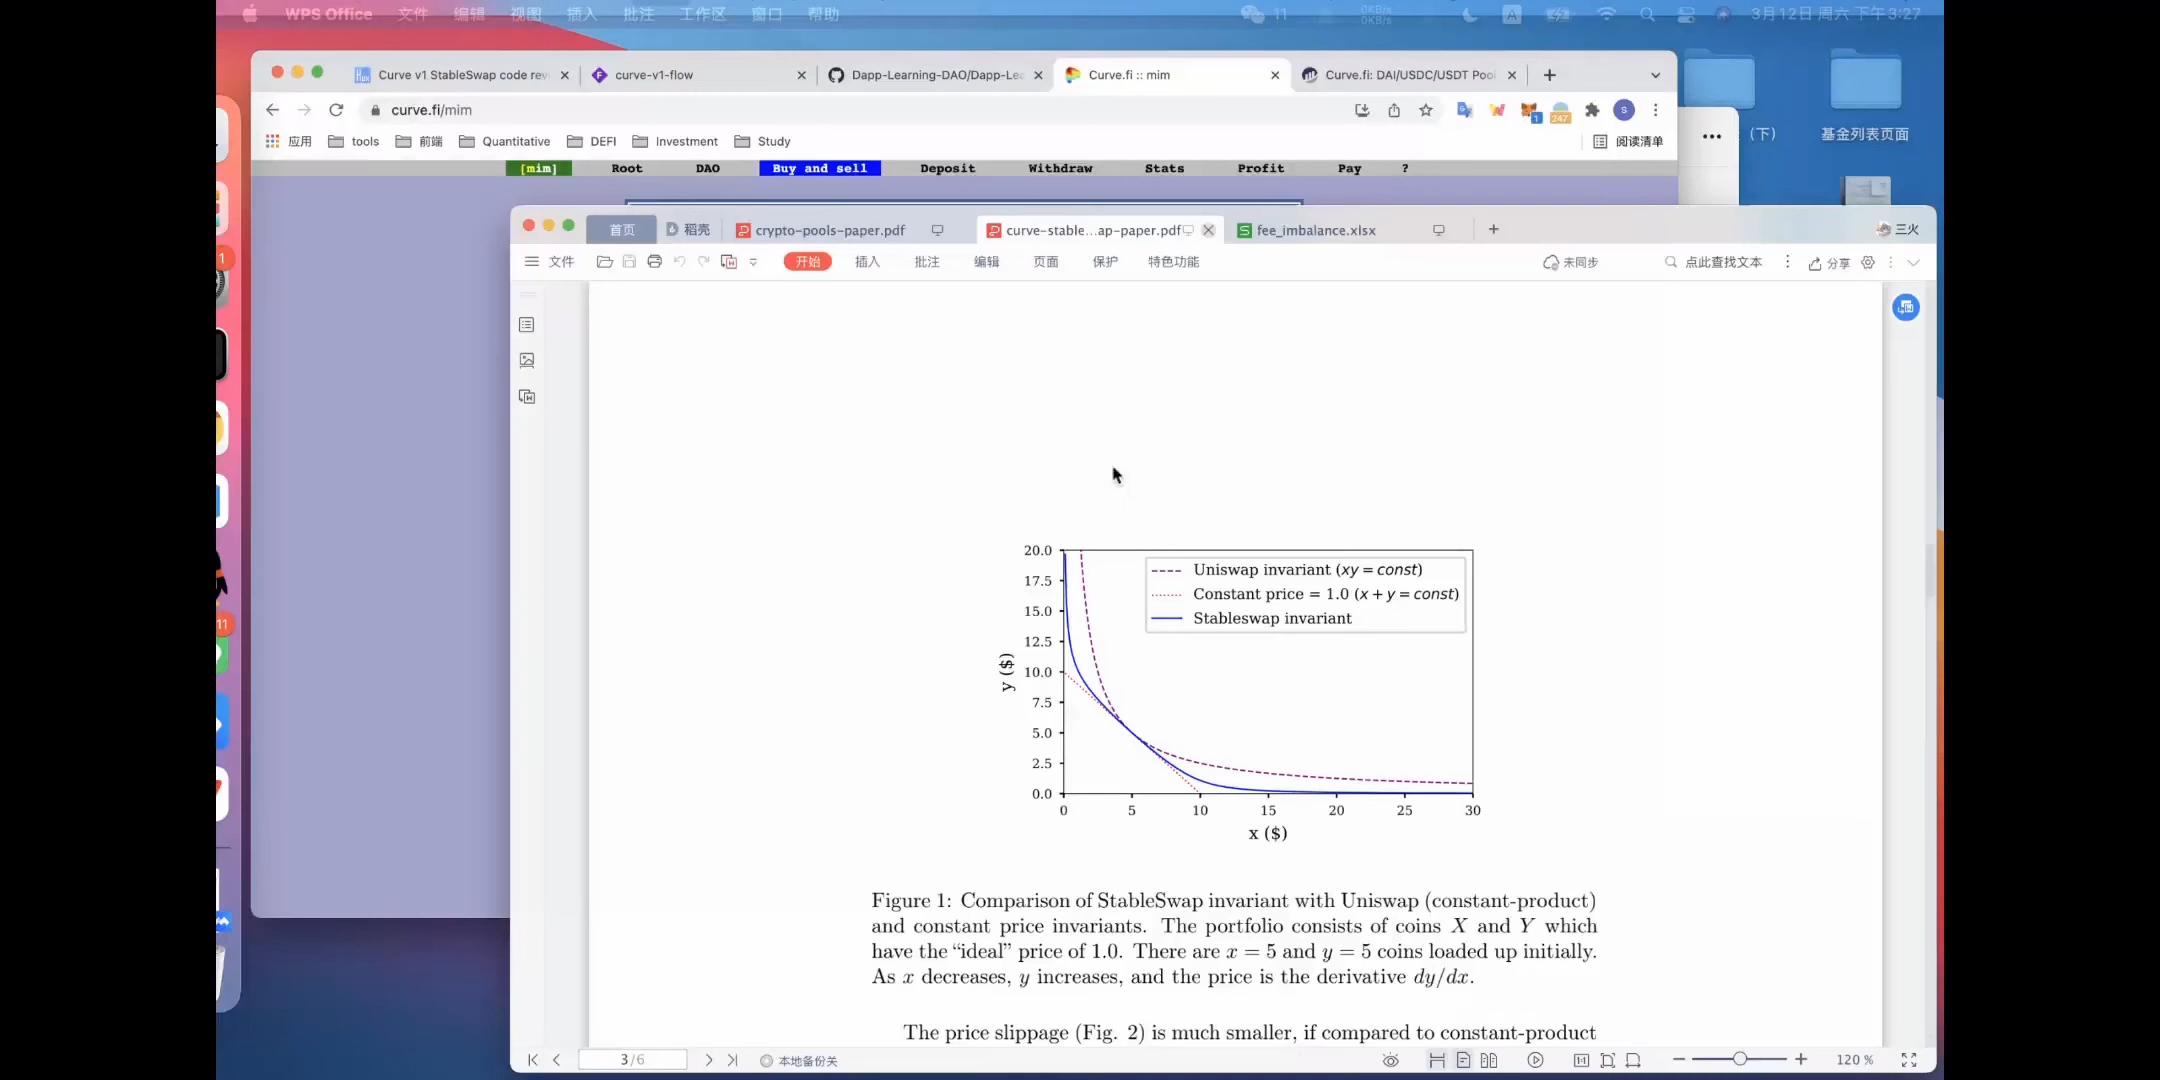 WPS Office 文件 编辑 视图 插入 批注 工作区 窗口 帮助 11 0KB/s 0KB/s A 3月12日 周六 下午3:27
Curve v1 StableSwap code rev curve-v1-flow Dapp-Learning-DAO/Dapp-Le Curve.fi :: mim Curve.fi: DAI/USDC/USDT Poo
curve.fi/mim S 1 247
应用 tools 前端 Quantitative DEFI Investment Study 阅读清单
(下) 基金列表页面
[mim] Root DAO Buy and sell Deposit Withdraw Stats Profit Pay ?
首页 稻壳 crypto-pools-paper.pdf curve-stable...ap-paper.pdf fee_imbalance.xlsx 三火
文件 开始 插入 批注 编辑 页面 保护 特色功能 未同步 点此查找文本 分享
1
11
20.0
17.5
15.0
12.5
10.0
7.5
5.0
2.5
0.0
y ($)
Uniswap invariant (xy = const)
Constant price = 1.0 (x + y = const)
Stableswap invariant
0 5 10 15 20 25 30
x ($)
Figure 1: Comparison of StableSwap invariant with Uniswap (constant-product)
and constant price invariants. The portfolio consists of coins X and Y which
have the “ideal” price of 1.0. There are x = 5 and y = 5 coins loaded up initially.
As x decreases, y increases, and the price is the derivative dy/dx.
The price slippage (Fig. 2) is much smaller, if compared to constant-product
3/6 本地备份关 120 %